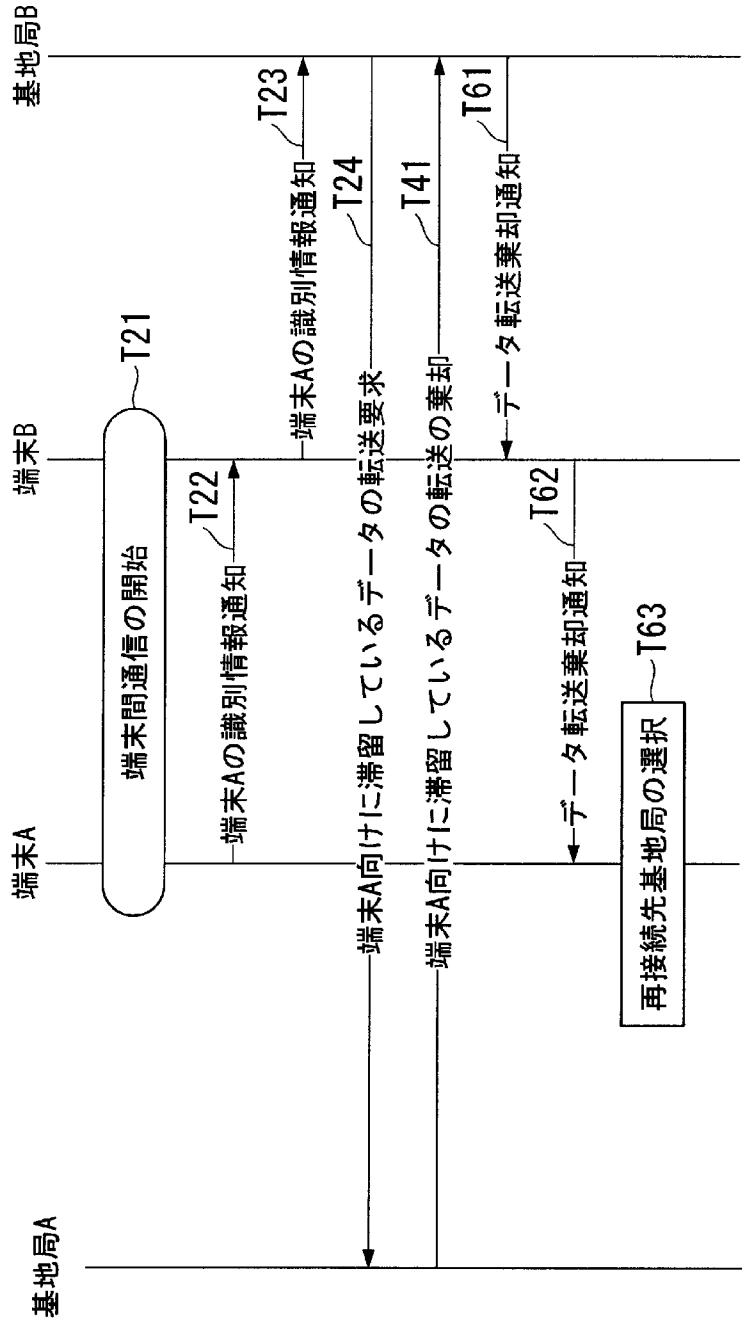 基地局A
端末A
端末B
基地局B
端末間通信の開始
T21
端末Aの識別情報通知
T22
端末Aの識別情報通知
T23
端末A向けに滞留しているデータの転送要求
T24
端末A向けに滞留しているデータの転送の棄却
T41
データ転送棄却通知
T61
データ転送棄却通知
T62
再接続先基地局の選択
T63